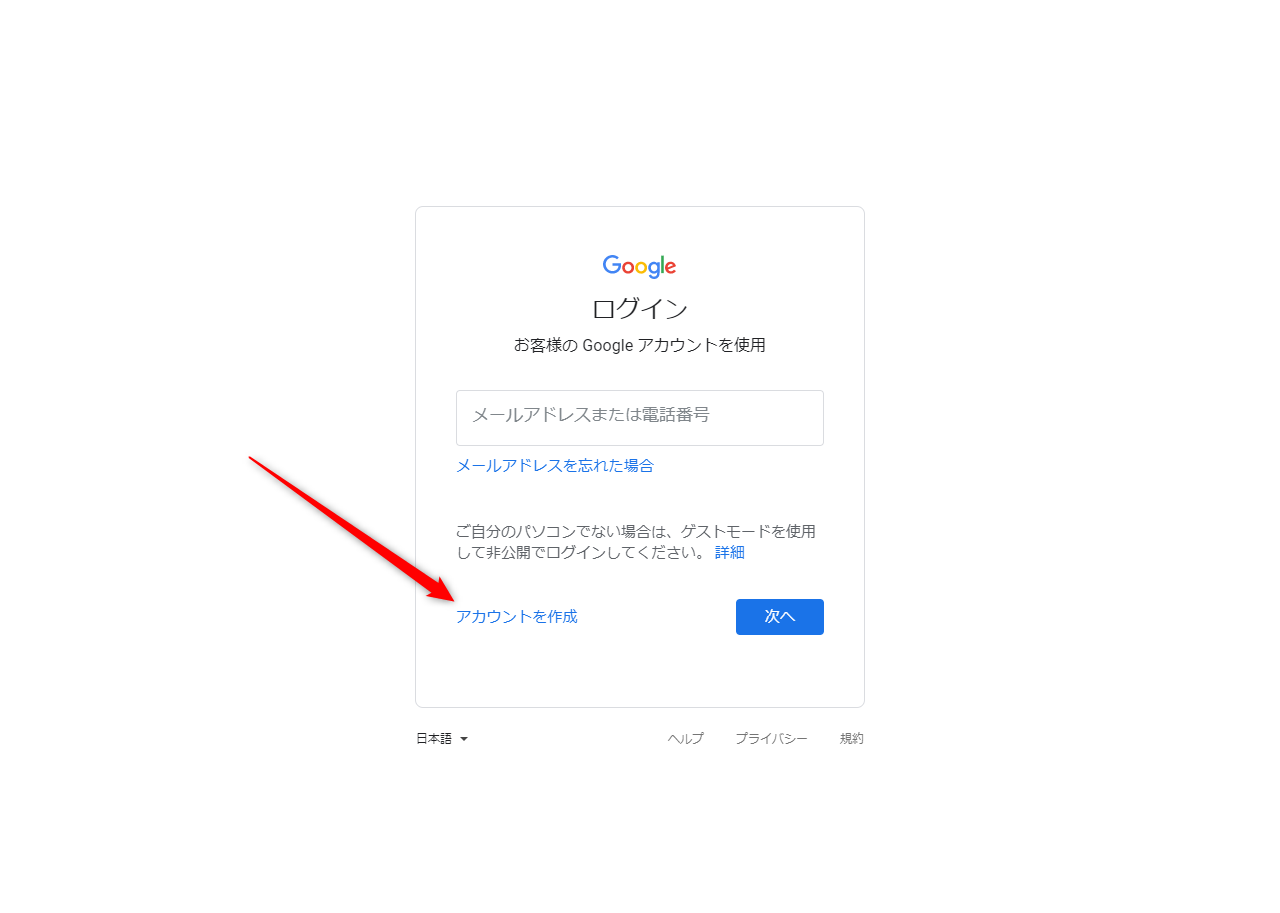 Google
ログイン
お客様の Google アカウントを使用
メールアドレスまたは電話番号
メールアドレスを忘れた場合
ご自分のパソコンでない場合は、ゲストモードを使用
して非公開でログインしてください。 詳細
アカウントを作成
次へ
日本語
ヘルプ
プライバシー
規約